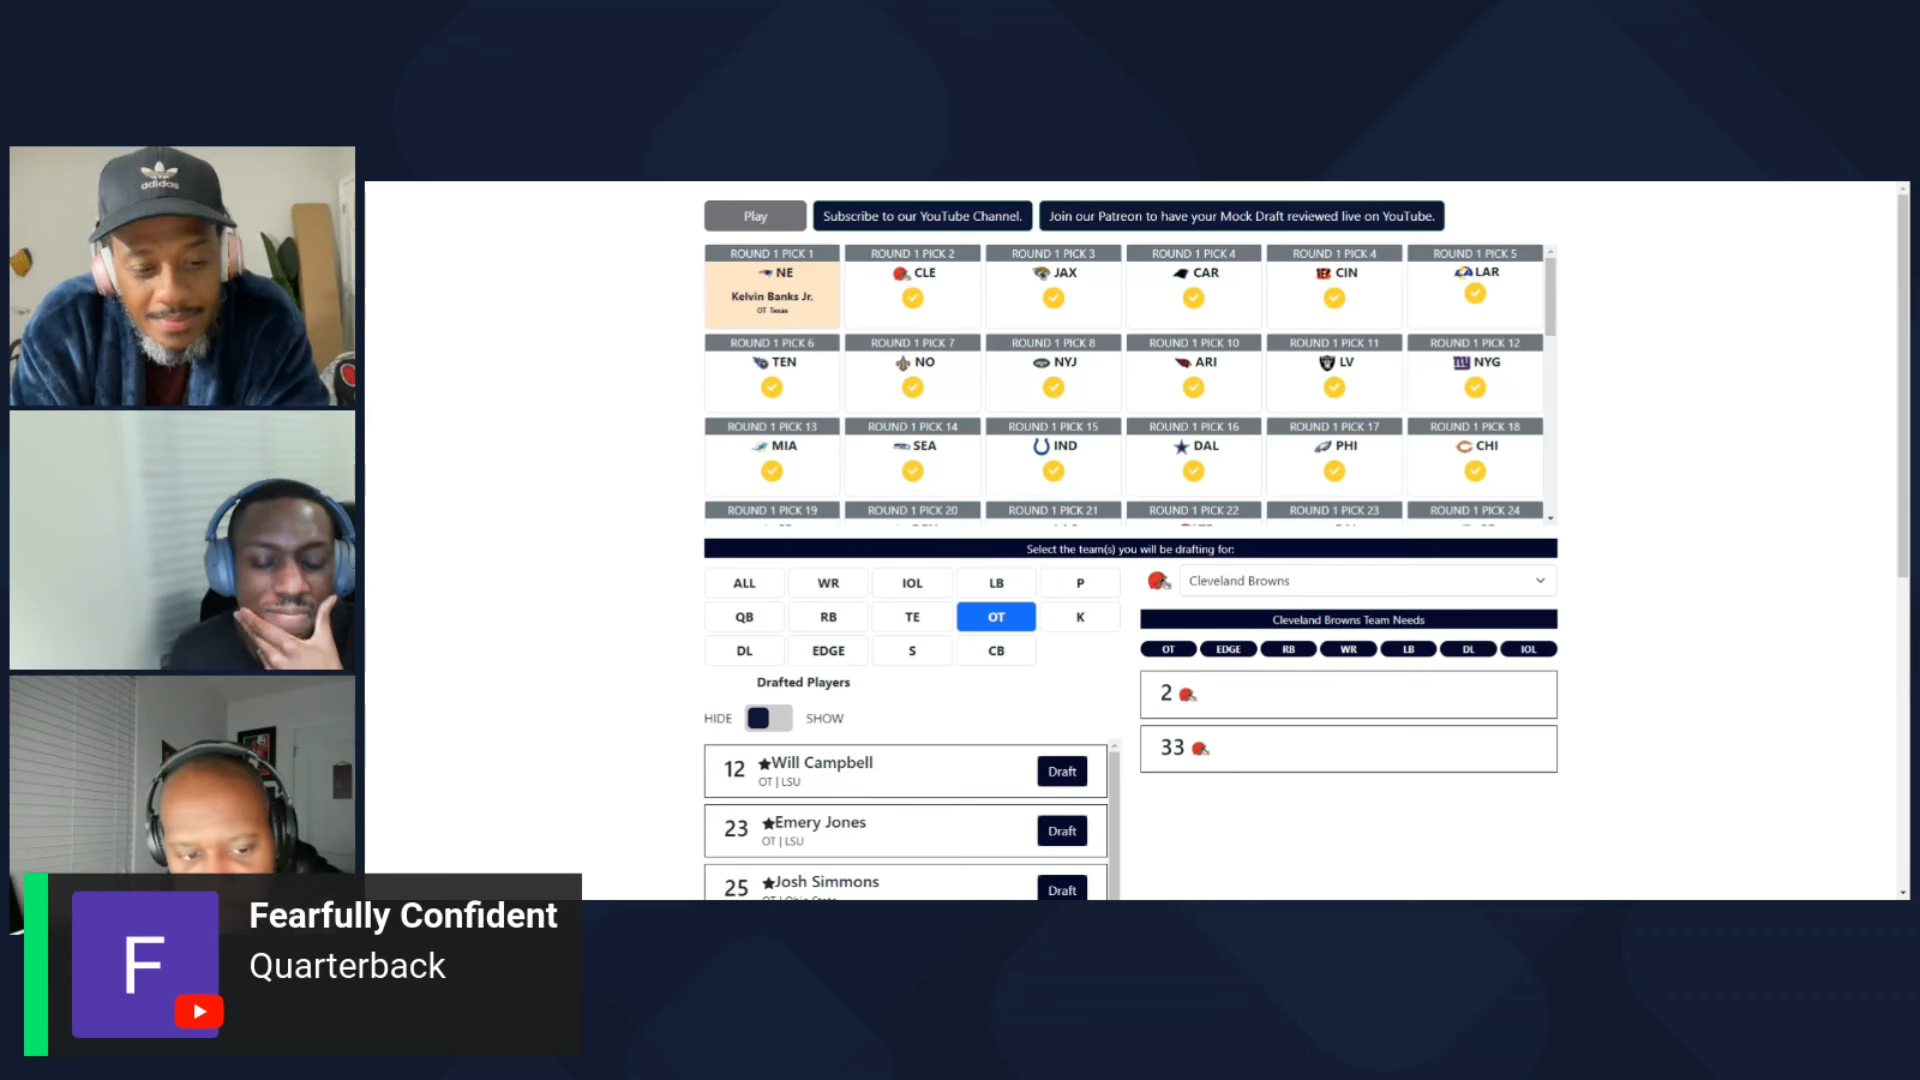 adidas
Play
Subscribe to our YouTube Channel.
Join our Patreon to have your Mock Draft reviewed live on YouTube.
ROUND 1 PICK 1
ROUND 1 PICK 2
ROUND 1 PICK 3
ROUND 1 PICK 4
ROUND 1 PICK 4
ROUND 1 PICK 5
NE
CLE
JAX
CAR
CIN
LAR
Kelvin Banks Jr.
OT Texas
ROUND 1 PICK 6
ROUND 1 PICK 7
ROUND 1 PICK 8
ROUND 1 PICK 10
ROUND 1 PICK 11
ROUND 1 PICK 12
TEN
NO
NYJ
ARI
LV
NYG
ROUND 1 PICK 13
ROUND 1 PICK 14
ROUND 1 PICK 15
ROUND 1 PICK 16
ROUND 1 PICK 17
ROUND 1 PICK 18
MIA
SEA
IND
DAL
PHI
CHI
ROUND 1 PICK 19
ROUND 1 PICK 20
ROUND 1 PICK 21
ROUND 1 PICK 22
ROUND 1 PICK 23
ROUND 1 PICK 24
Select the team(s) you will be drafting for:
ALL
WR
IOL
LB
P
QB
RB
TE
OT
K
DL
EDGE
S
CB
Drafted Players
HIDE
SHOW
12 ★Will Campbell
OT | LSU
Draft
23 ★Emery Jones
OT | LSU
Draft
25 ★Josh Simmons
OT | Ohio State
Draft
Cleveland Browns
Cleveland Browns Team Needs
OT
EDGE
RB
WR
LB
DL
IOL
2
33
F
Fearfully Confident
Quarterback